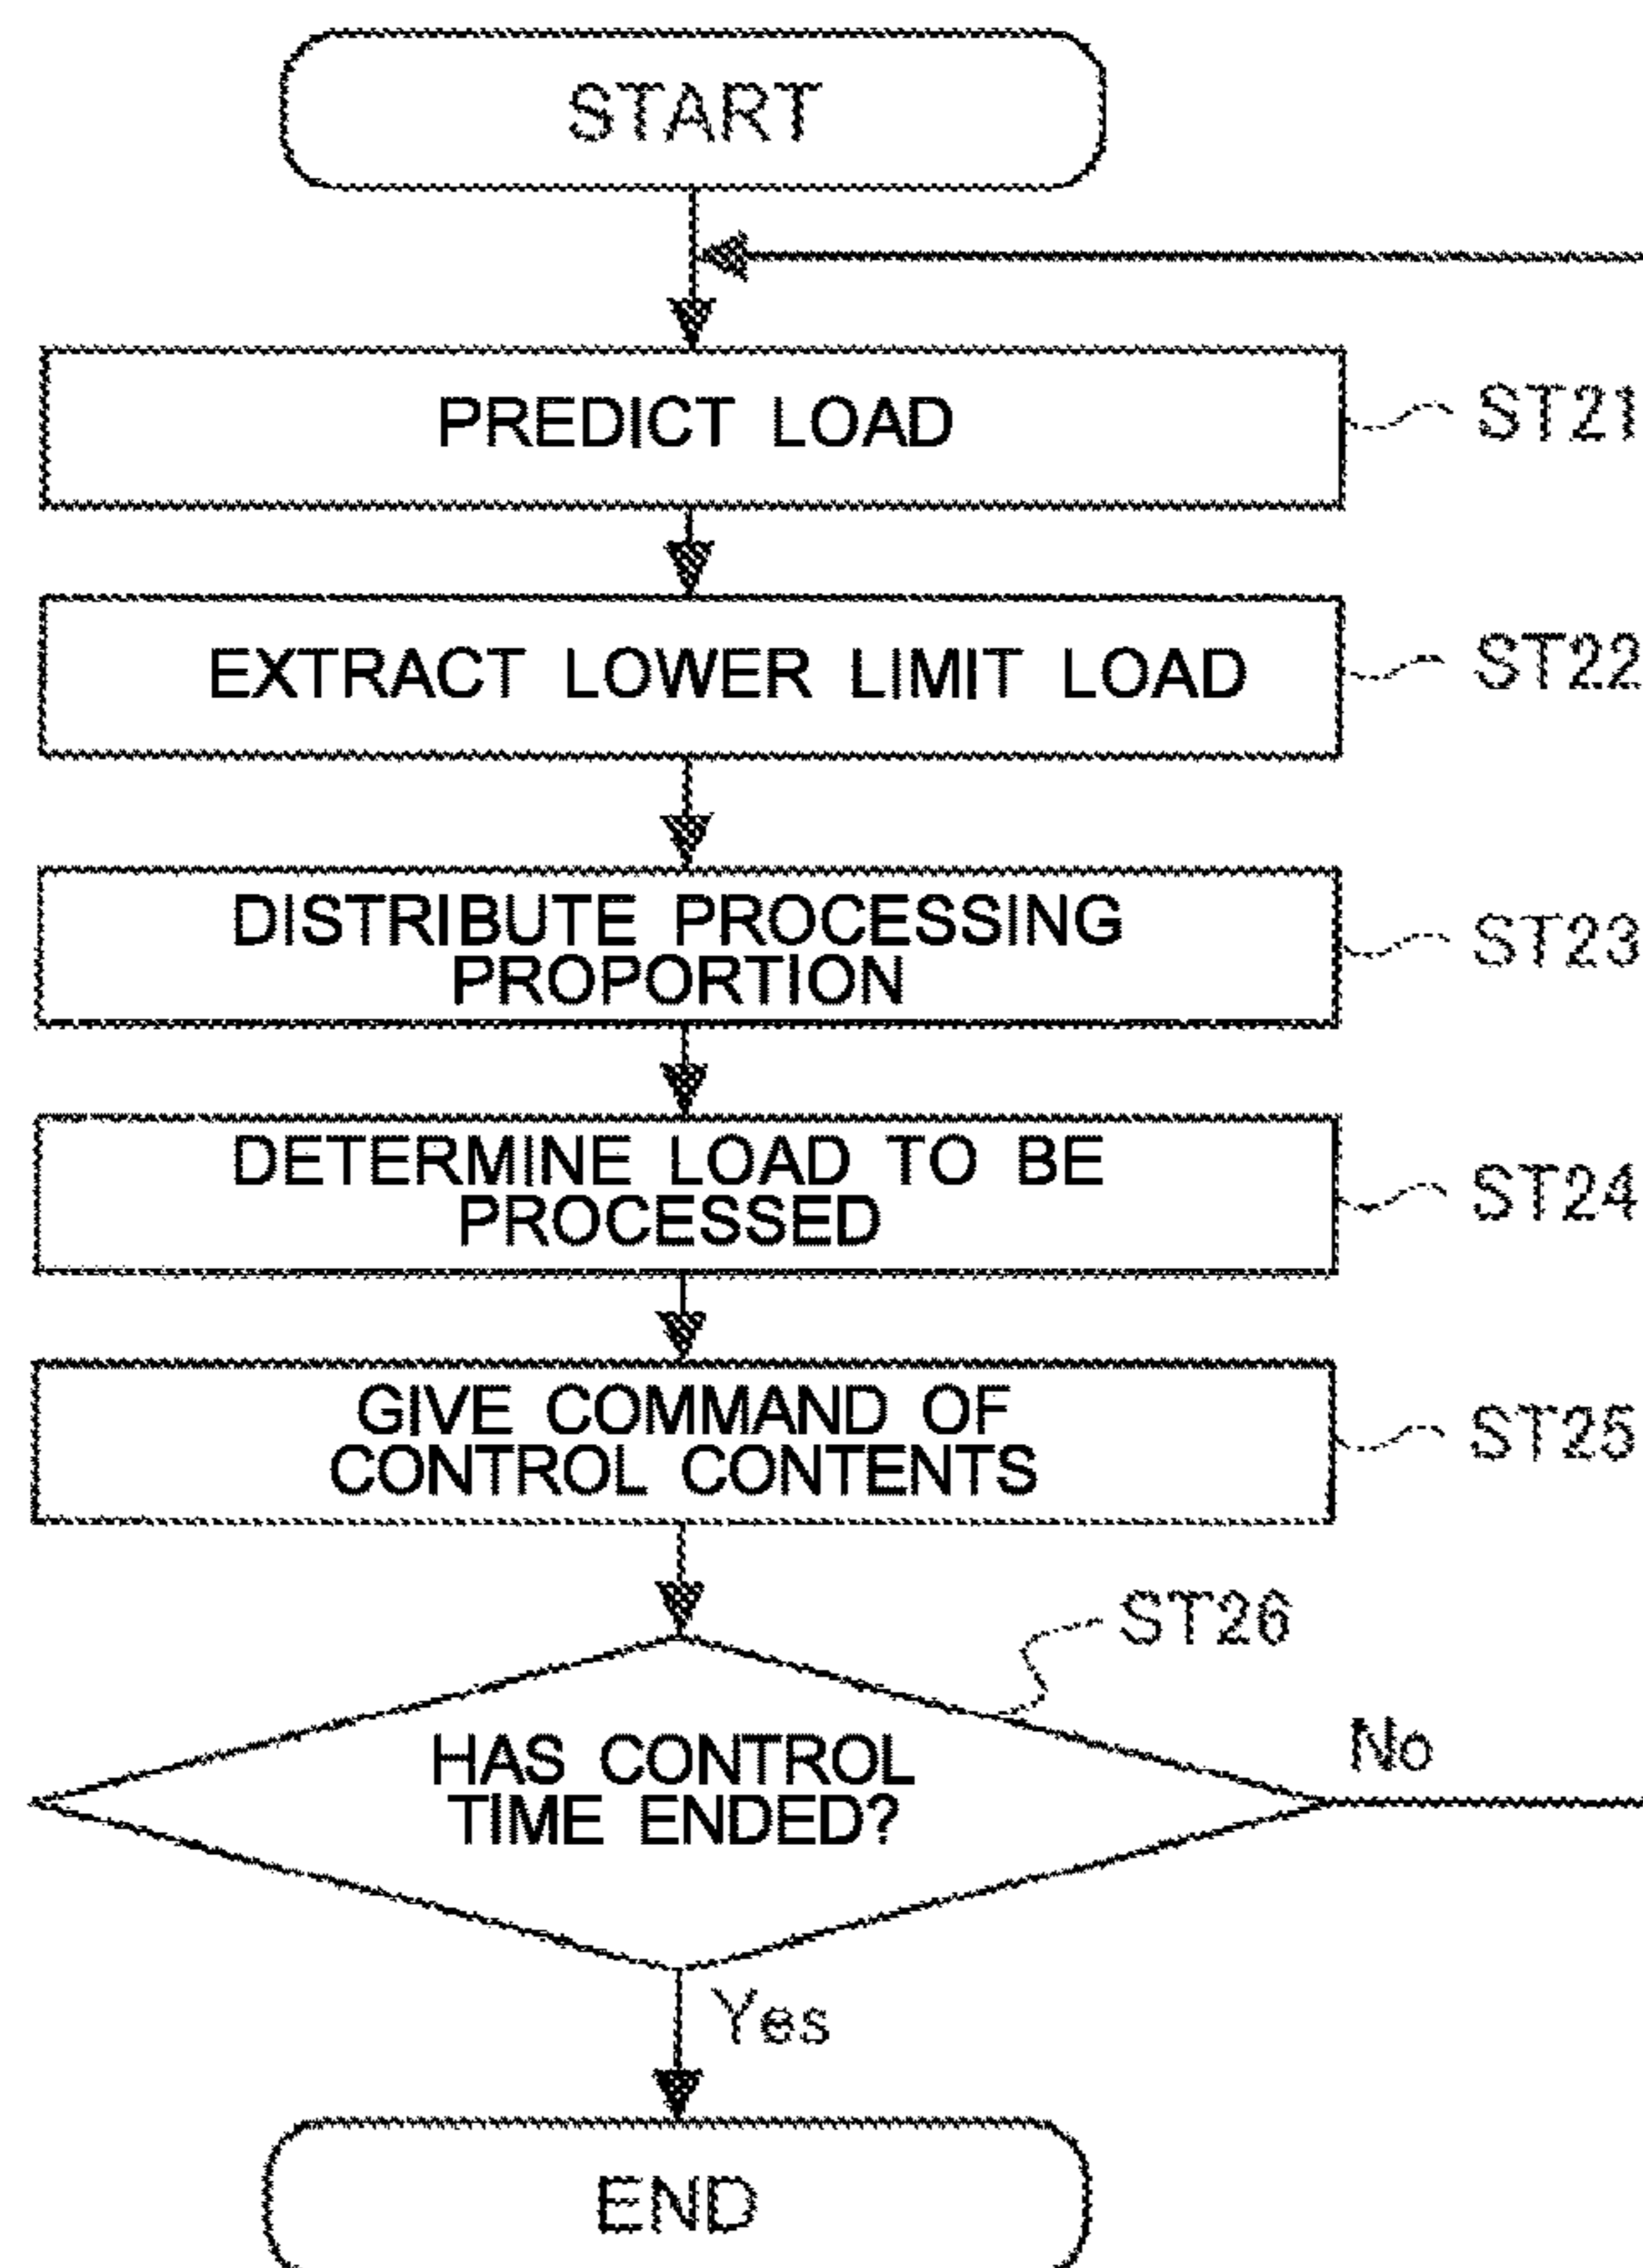 START
PREDICT LOAD
ST21
EXTRACT LOWER LIMIT LOAD
ST22
DISTRIBUTE PROCESSING
PROPORTION
ST23
DETERMINE LOAD TO BE
PROCESSED
ST24
GIVE COMMAND OF
CONTROL CONTENTS
ST25
ST26
HAS CONTROL
TIME ENDED?
No
Yes
END